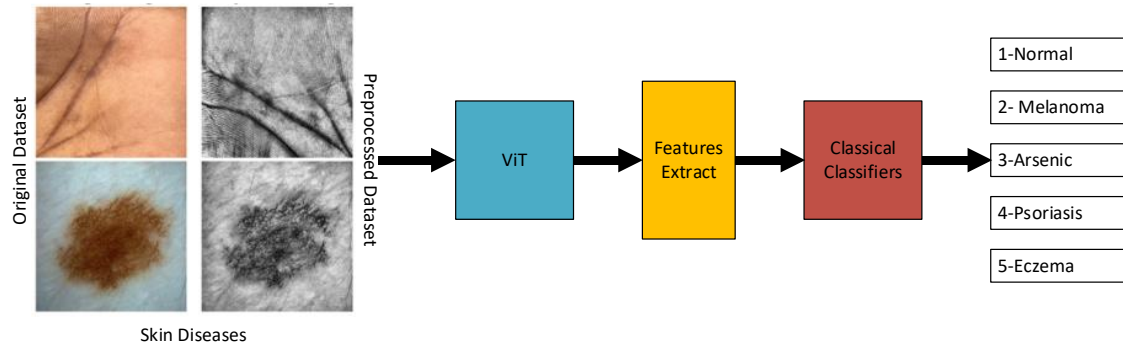 Original Dataset
Preprocessed Dataset
Skin Diseases
ViT
Features
Extract
Classical
Classifiers
1-Normal
2- Melanoma
3-Arsenic
4-Psoriasis
5-Eczema